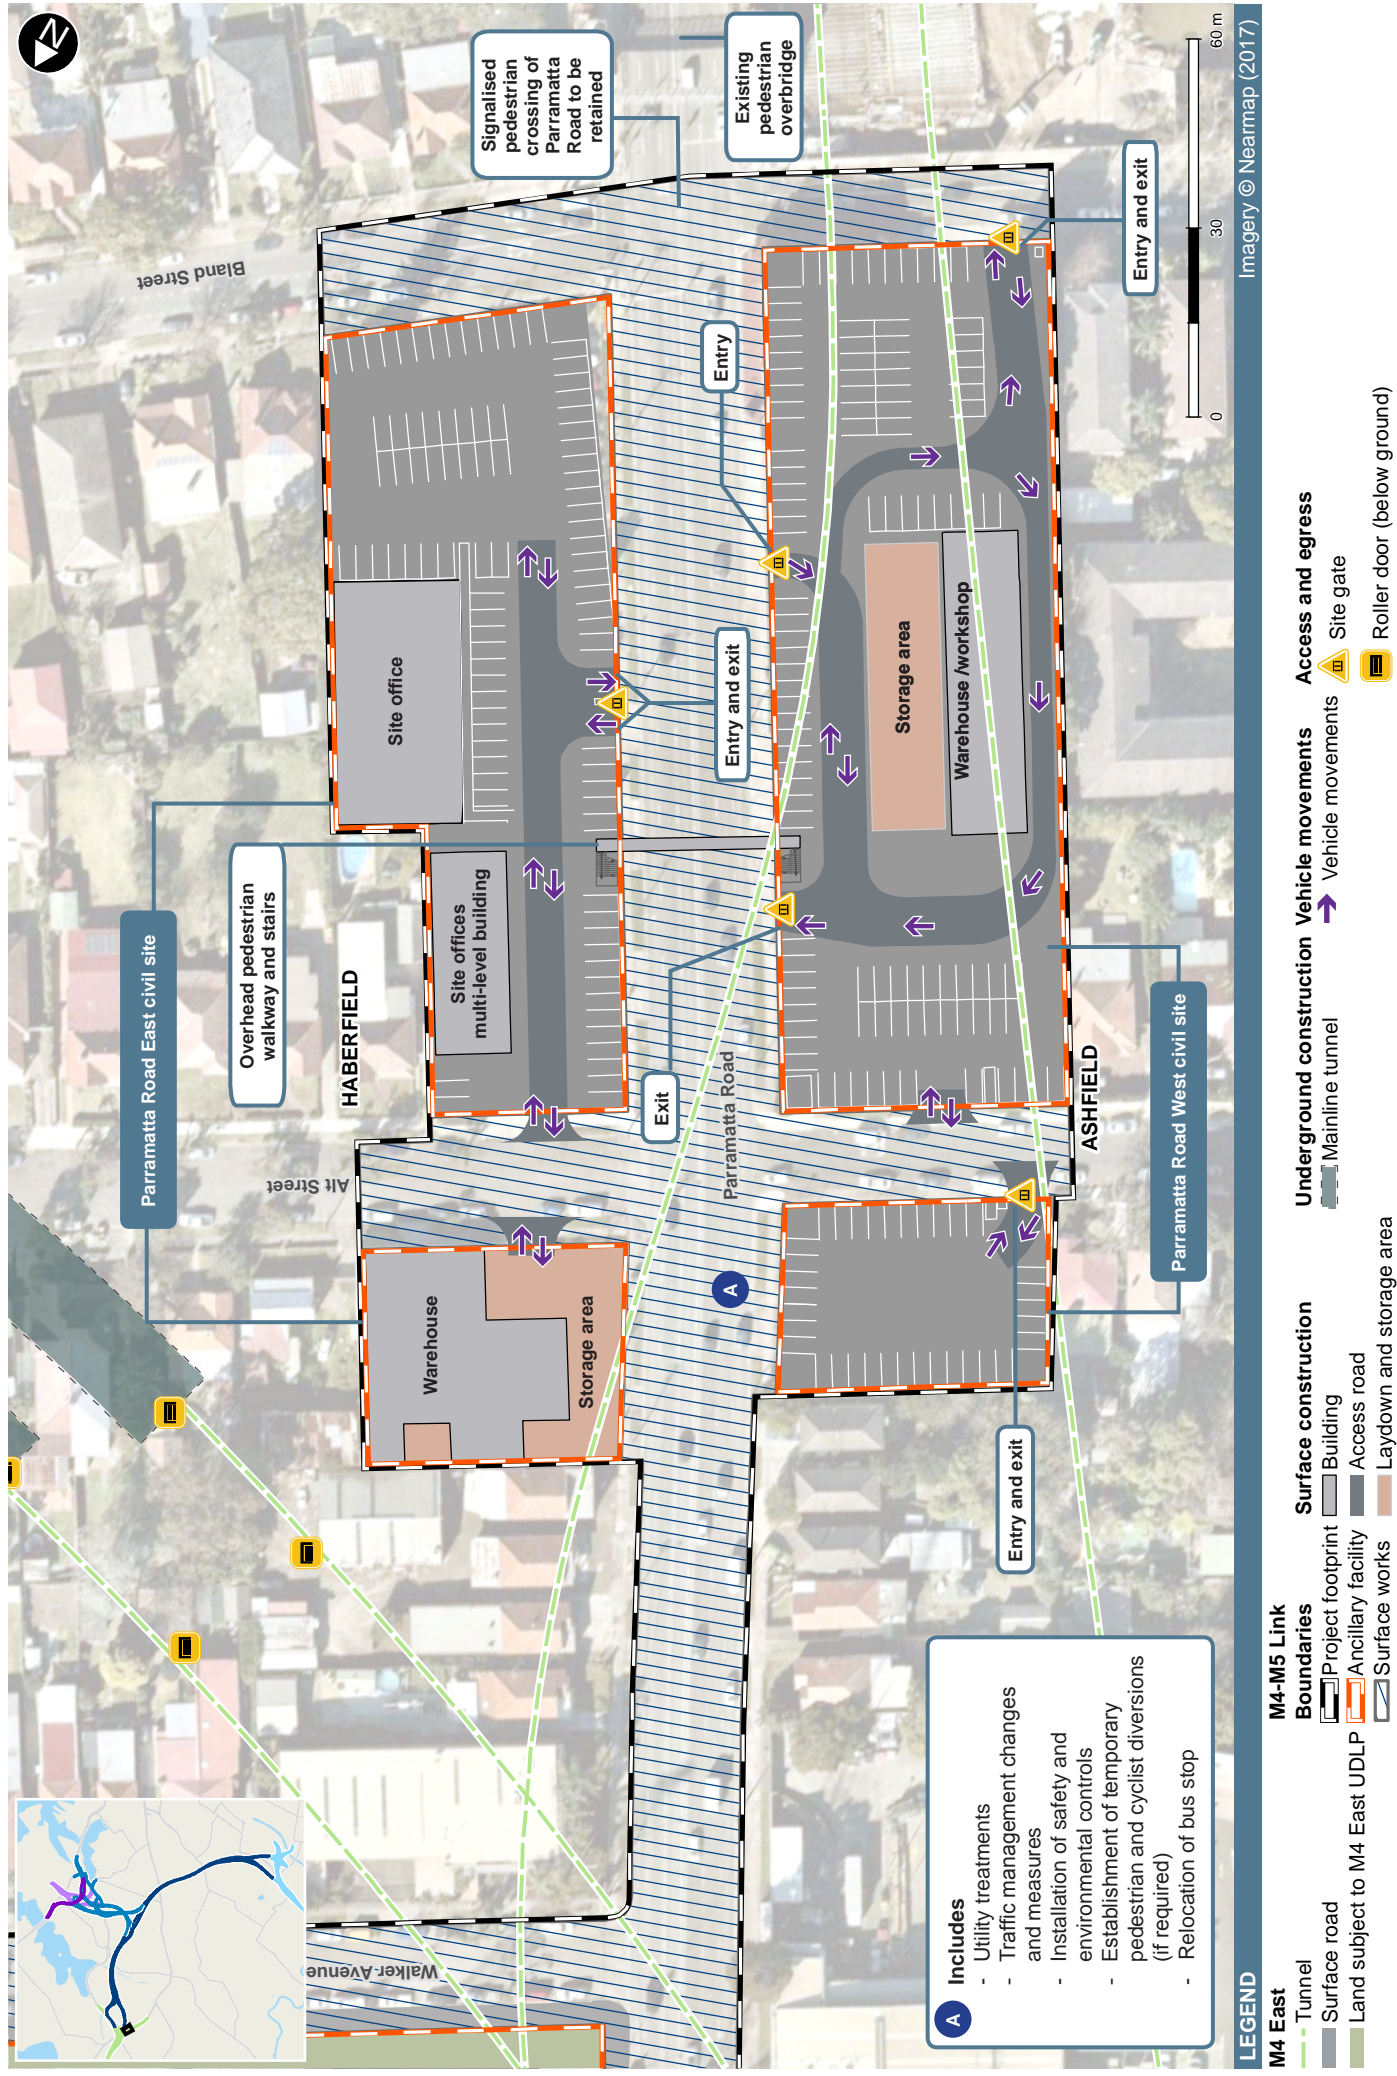 N
Signalised
pedestrian
crossing of
Parramatta
Road to be
retained
Existing
pedestrian
overbridge
Bland Street
Entry
Entry and exit
Site office
Entry and exit
Storage area
Warehouse /workshop
Parramatta Road East civil site
Overhead pedestrian
walkway and stairs
HABERFIELD
Site offices
multi-level building
Exit
Parramatta Road
ASHFIELD
Parramatta Road West civil site
Alt Street
Warehouse
Storage area
A
Entry and exit
Walker Avenue
A
Includes
- Utility treatments
- Traffic management changes
and measures
- Installation of safety and
environmental controls
- Establishment of temporary
pedestrian and cyclist diversions
(if required)
- Relocation of bus stop
0 30 60 m
LEGEND
Imagery © Nearmap (2017)
M4 East
Tunnel
Surface road
Land subject to M4 East UDLP
M4-M5 Link
Boundaries
Project footprint
Ancillary facility
Surface works
Surface construction
Building
Access road
Laydown and storage area
Underground construction
Mainline tunnel
Vehicle movements
Vehicle movements
Access and egress
Site gate
Roller door (below ground)